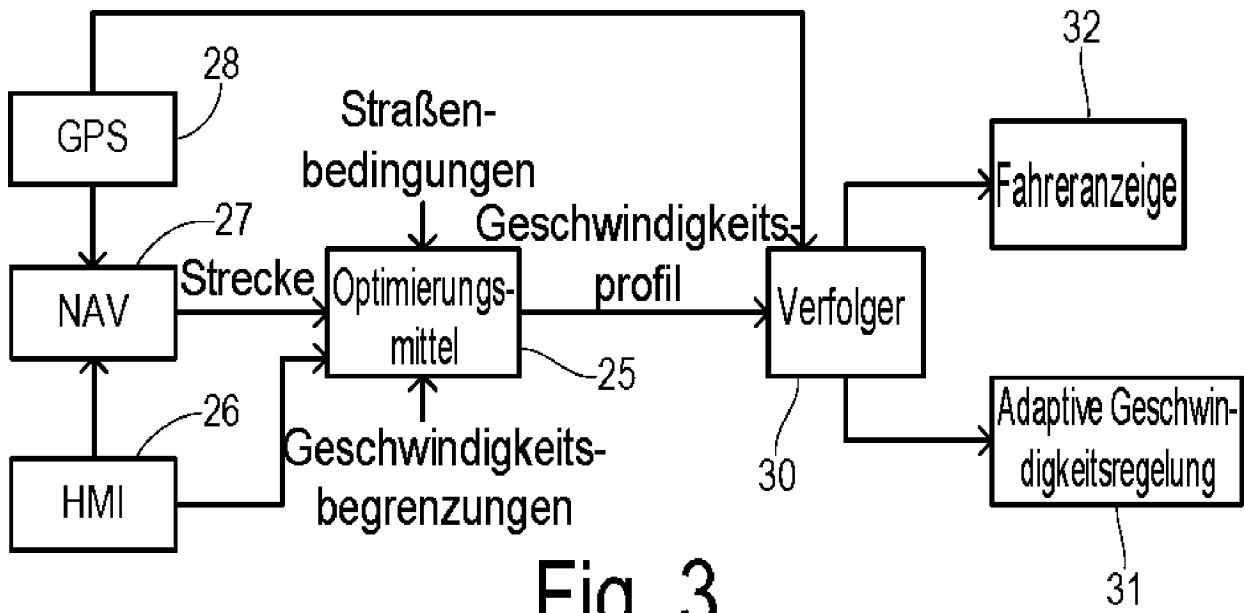 28
GPS
Straßen-
bedingungen
32
Fahreranzeige
27
NAV
Strecke
Optimierungs-
mittel
25
Geschwindigkeits-
profil
Verfolger
30
26
HMI
Geschwindigkeits-
begrenzungen
Adaptive Geschwin-
digkeitsregelung
31
Fig. 3